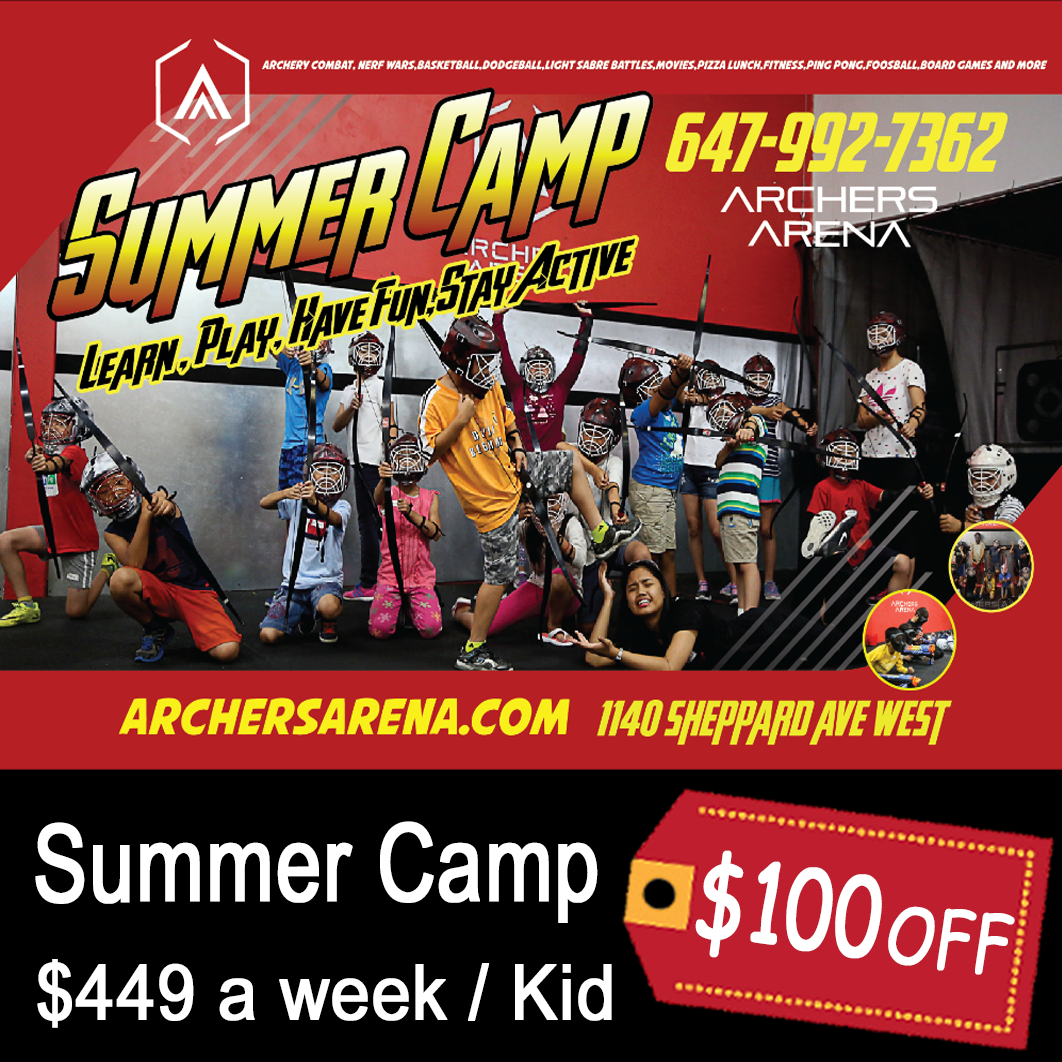 ARCHERY COMBAT, NERF WARS,BASKETBALL,DODGEBALL,LIGHT SABRE BATTLES,MOVIES,PIZZA LUNCH,FITNESS,PING PONG,FOOSBALL,BOARD GAMES AND MORE
SUMMER CAMP
647-992-7362
ARCHERS
ARENA
LEARN, PLAY, HAVE FUN,STAY ACTIVE
ARCHERS
ARENA
ARCHERSARENA.COM
1140 SHEPPARD AVE WEST
Summer Camp
$449 a week / Kid
$100 OFF